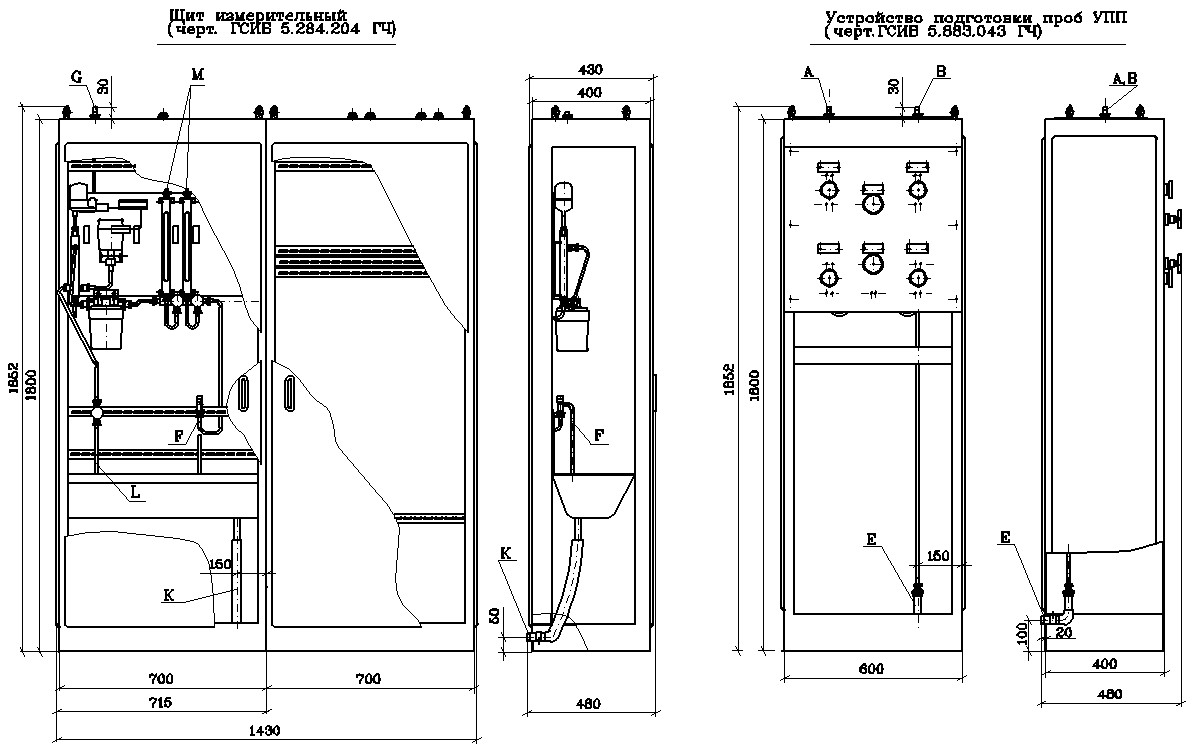 Щит измерительный
(черт. ГСИВ 5.284.204 ГЧ)
Устройство подготовки проб УПП
(черт.ГСИВ 5.883.043 ГЧ)
G
30
M
430
400
A
30
B
A,B
1852
1800
1852
1800
F
F
L
150
K
K
50
E
150
E
100
20
700
700
715
1430
480
600
400
480